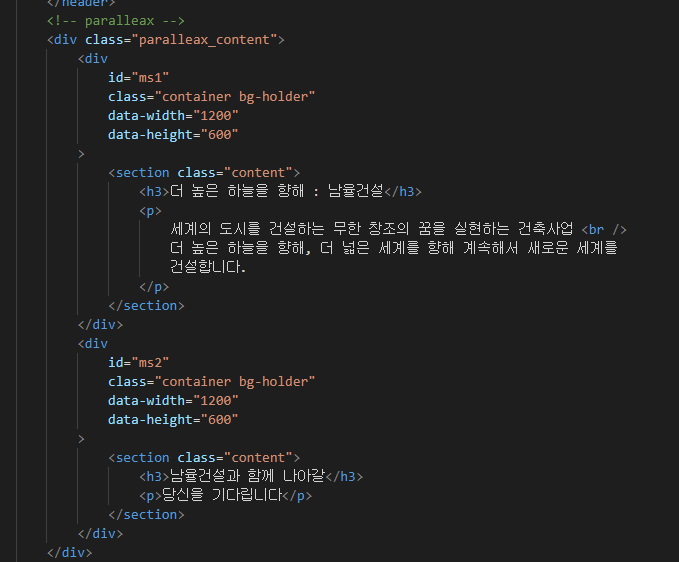 </header>
<!-- paralleax -->
<div class="paralleax_content">
<div
id="ms1"
class="container bg-holder"
data-width="1200"
data-height="600"
>
<section class="content">
<h3>더 높은 하늘을 향해 : 남율건설</h3>
<p>
세계의 도시를 건설하는 무한 창조의 꿈을 실현하는 건축사업 <br />
더 높은 하늘을 향해, 더 넓은 세계를 향해 계속해서 새로운 세계를
건설합니다.
</p>
</section>
</div>
<div
id="ms2"
class="container bg-holder"
data-width="1200"
data-height="600"
>
<section class="content">
<h3>남율건설과 함께 나아갈</h3>
<p>당신을 기다립니다</p>
</section>
</div>
</div>